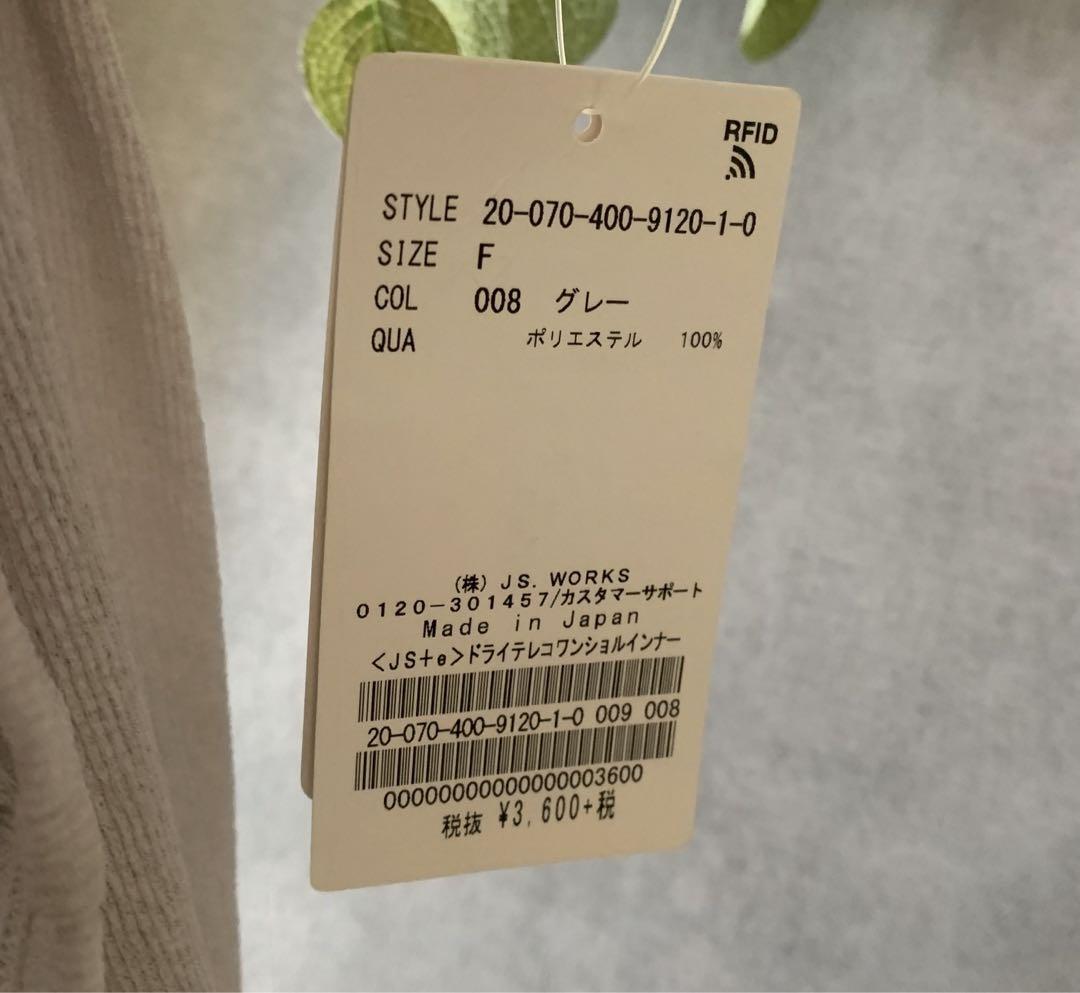 RFID
STYLE 20-070-400-9120-1-0
SIZE F
COL 008 グレー
QUA ポリエステル 100%
(株) JS. WORKS
0120-301457/カスタマーサポート
Made in Japan
<JS+e>ドライテレコワンショルインナー
20-070-400-9120-1-0 009 008
00000000000000003600
税抜 ¥3,600+税